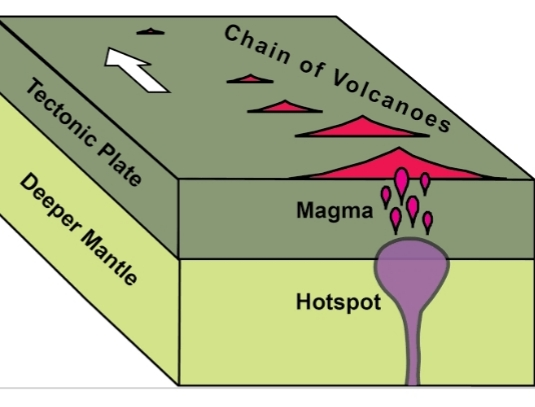 Chain of Volcanoes
Tectonic Plate
Deeper Mantle
Magma
Hotspot